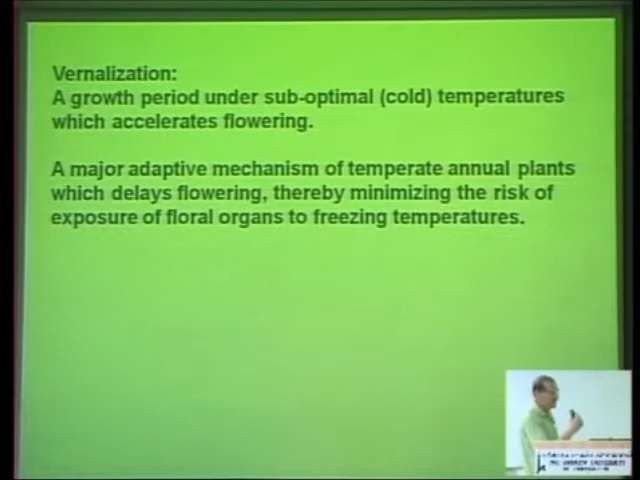 Vernalization:
A growth period under sub-optimal (cold) temperatures
which accelerates flowering.
A major adaptive mechanism of temperate annual plants
which delays flowering, thereby minimizing the risk of
exposure of floral organs to freezing temperatures.